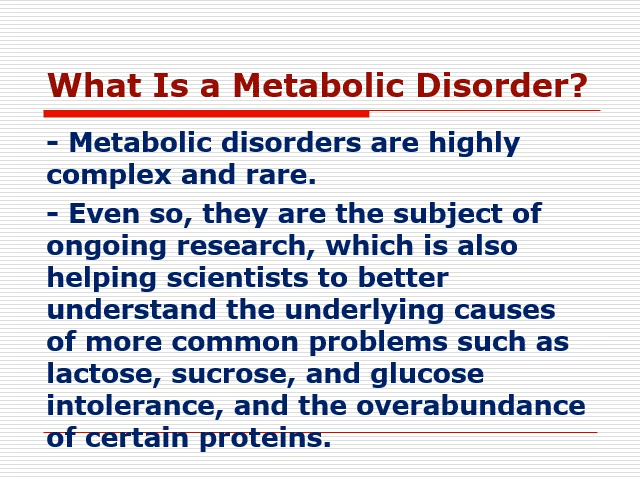 What Is a Metabolic Disorder?
- Metabolic disorders are highly
complex and rare.
- Even so, they are the subject of
ongoing research, which is also
helping scientists to better
understand the underlying causes
of more common problems such as
lactose, sucrose, and glucose
intolerance, and the overabundance
of certain proteins.